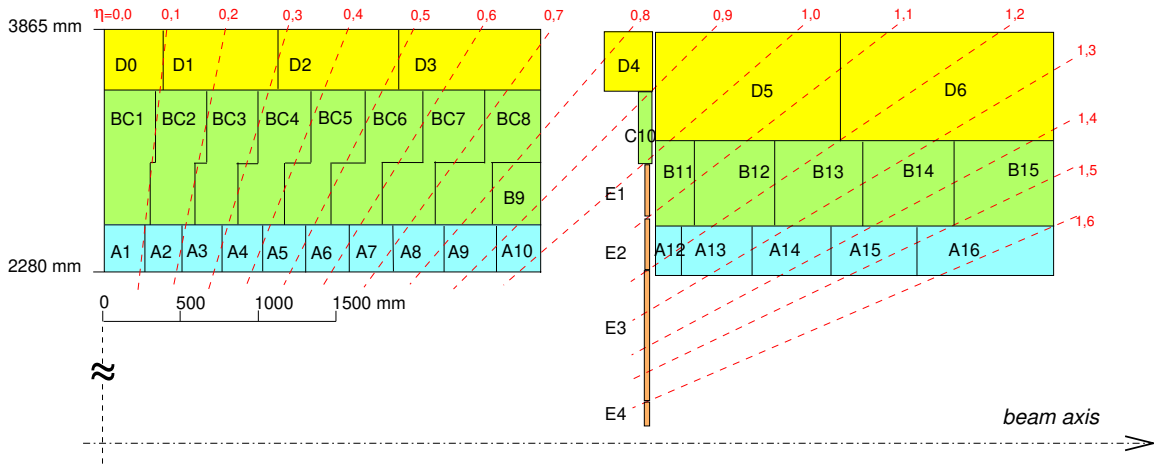 η=0,0 0,1 0,2 0,3 0,4 0,5 0,6 0,7 0,8 0,9 1,0 1,1 1,2
3865 mm
1,3
D0 D1 D2 D3 D4 D5 D6
BC1 BC2 BC3 BC4 BC5 BC6 BC7 BC8 C10
1,4
B9 E1 B11 B12 B13 B14 B15
1,5
1,6
A1 A2 A3 A4 A5 A6 A7 A8 A9 A10 E2 A12 A13 A14 A15 A16
2280 mm
0 500 1000 1500 mm
E3
≈
E4
beam axis